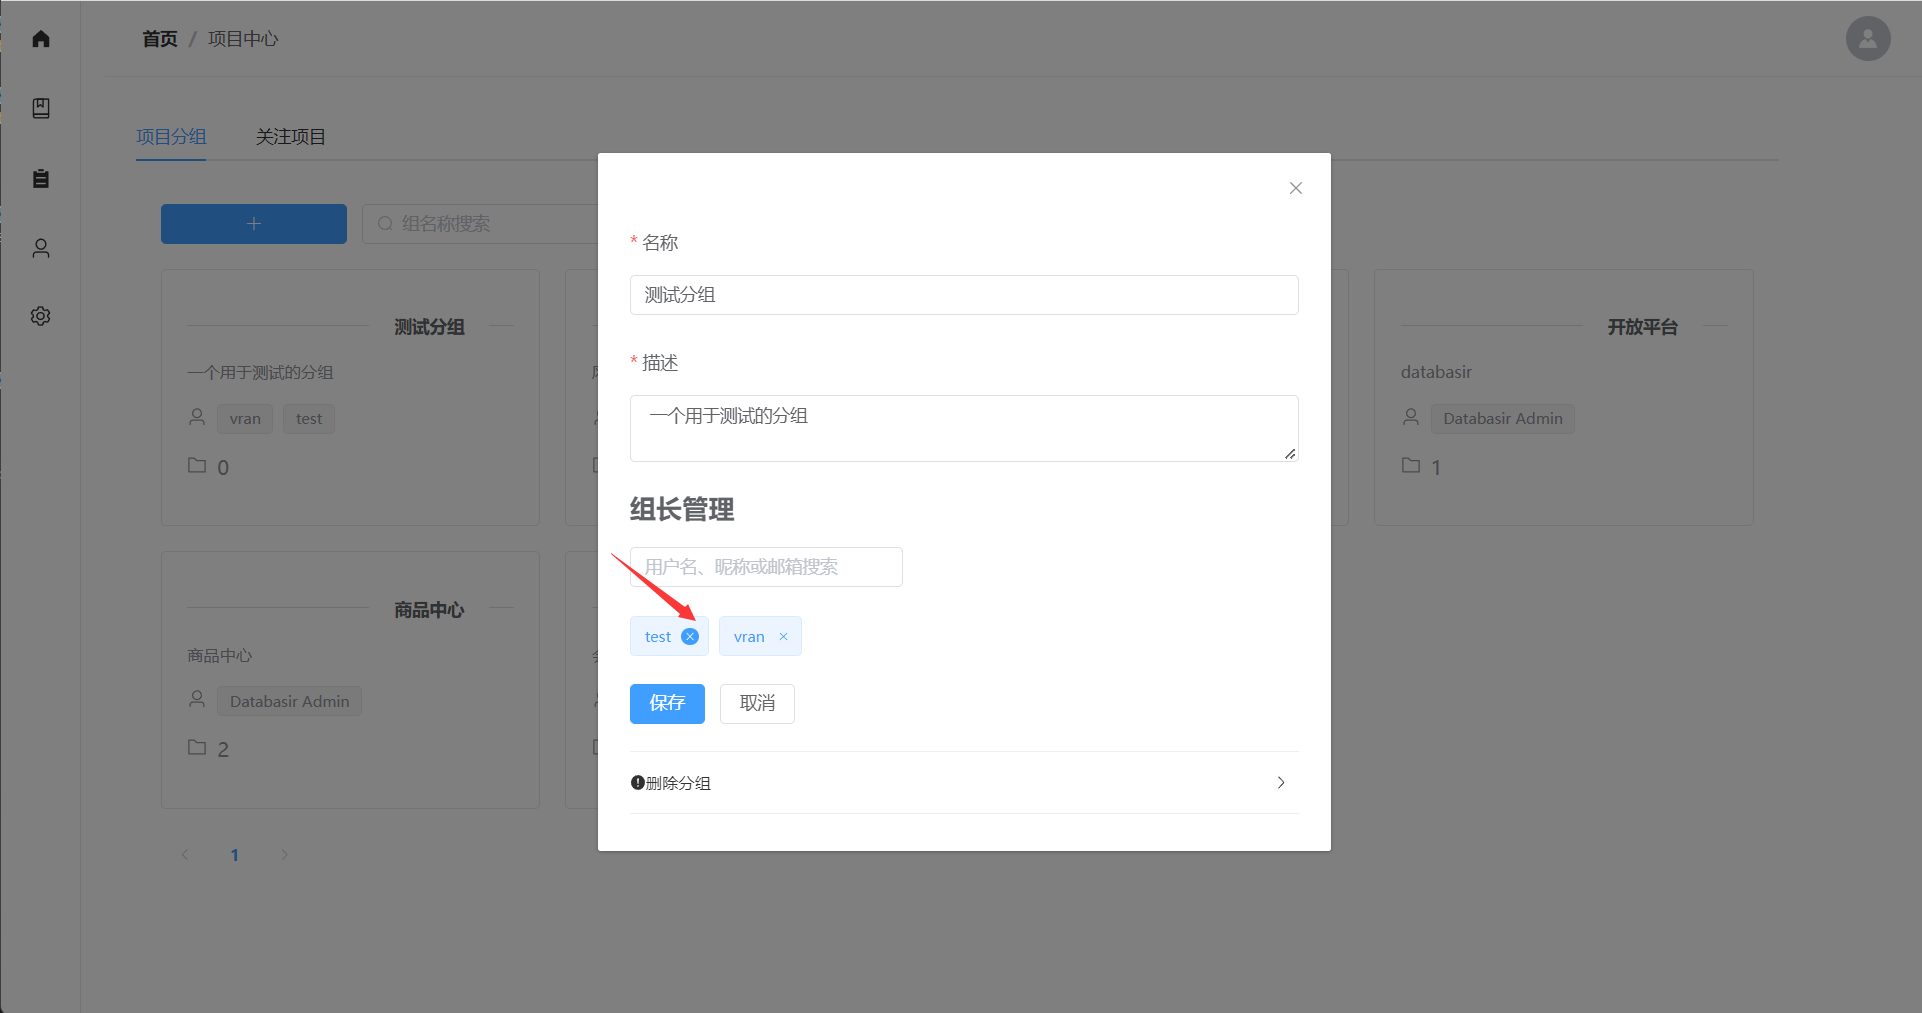 首页 / 项目中心
项目分组 关注项目
组名称搜索
测试分组
一个用于测试的分组
vran test
0
开放平台
databasir
Databasir Admin
1
商品中心
商品中心
Databasir Admin
2
1
* 名称
测试分组
* 描述
一个用于测试的分组
组长管理
用户名、昵称或邮箱搜索
test vran
保存 取消
删除分组